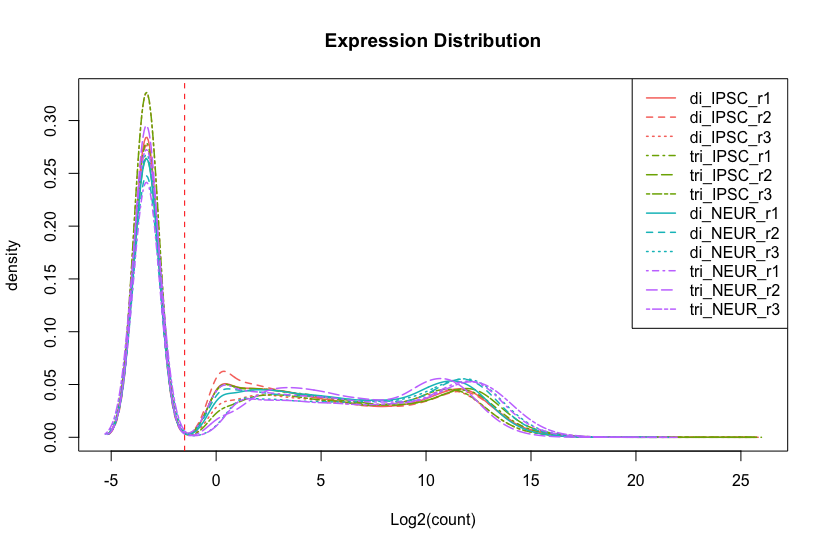 Expression Distribution
di_IPSC_r1
di_IPSC_r2
di_IPSC_r3
tri_IPSC_r1
tri_IPSC_r2
tri_IPSC_r3
di_NEUR_r1
di_NEUR_r2
di_NEUR_r3
tri_NEUR_r1
tri_NEUR_r2
tri_NEUR_r3
density
0.30
0.25
0.20
0.15
0.10
0.05
0.00
-5 0 5 10 15 20 25
Log2(count)